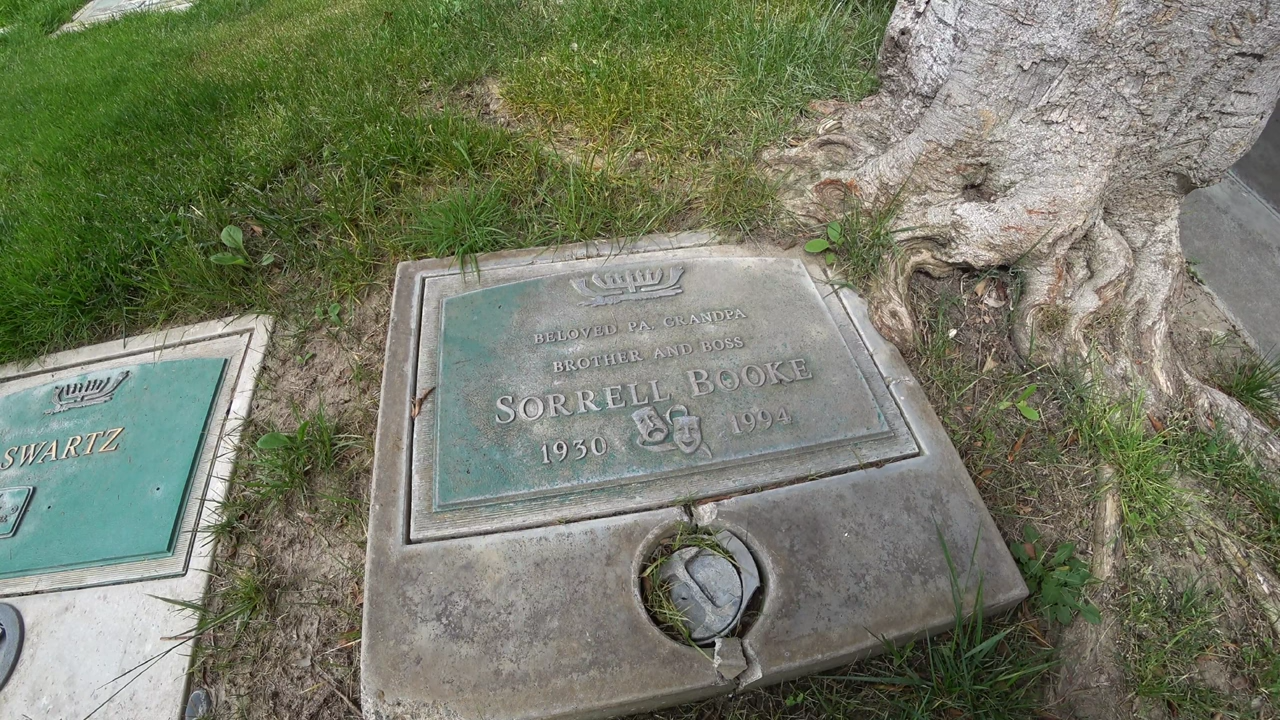 BELOVED PA, GRANDPA
BROTHER AND BOSS
SORRELL BOOKE
1930 1994
SWARTZ